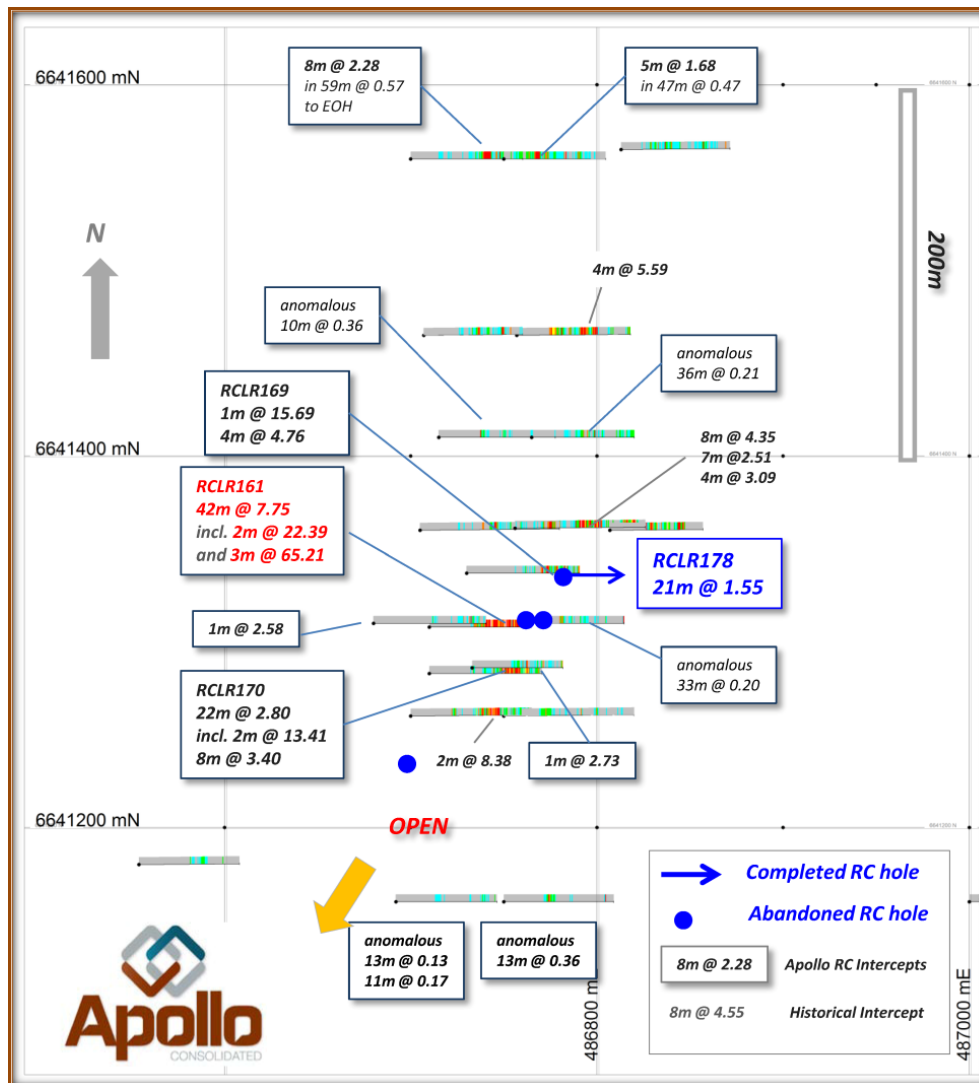 6641600 mN
8m @ 2.28
in 59m @ 0.57
to EOH
5m @ 1.68
in 47m @ 0.47
6641600 N
N
200m
4m @ 5.59
anomalous
10m @ 0.36
anomalous
36m @ 0.21
RCLR169
1m @ 15.69
4m @ 4.76
8m @ 4.35
7m @2.51
4m @ 3.09
6641400 mN
6641400 N
RCLR161
42m @ 7.75
incl. 2m @ 22.39
and 3m @ 65.21
RCLR178
21m @ 1.55
1m @ 2.58
anomalous
33m @ 0.20
RCLR170
22m @ 2.80
incl. 2m @ 13.41
8m @ 3.40
2m @ 8.38
1m @ 2.73
6641200 mN
OPEN
6641200 N
Completed RC hole
Abandoned RC hole
8m @ 2.28
Apollo RC Intercepts
8m @ 4.55
Historical Intercept
anomalous
13m @ 0.13
11m @ 0.17
anomalous
13m @ 0.36
486800 mE
487000 mE
Apollo
CONSOLIDATED